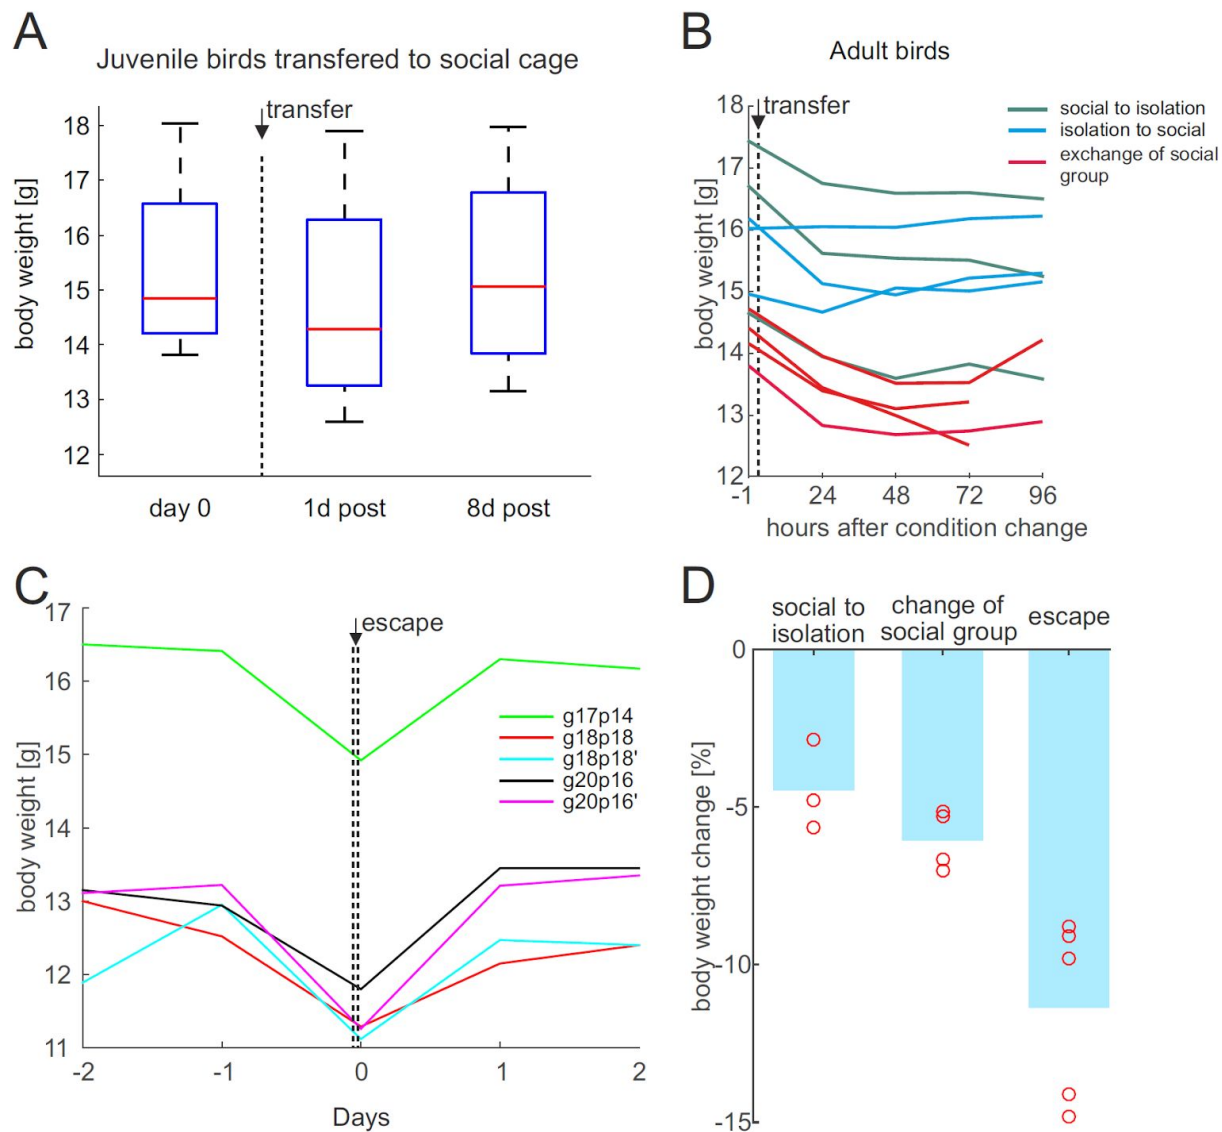 A
Juvenile birds transfered to social cage
transfer
body weight [g]
18
17
16
15
14
13
12
day 0
1d post
8d post
B
Adult birds
transfer
social to isolation
isolation to social
exchange of social
group
body weight [g]
18
17
16
15
14
13
12
-1
24
48
72
96
hours after condition change
C
escape
g17p14
g18p18
g18p18'
g20p16
g20p16'
body weight [g]
17
16
15
14
13
12
11
-2
-1
0
1
2
Days
D
social to
isolation
change of
social group
escape
body weight change [%]
0
-5
-10
-15